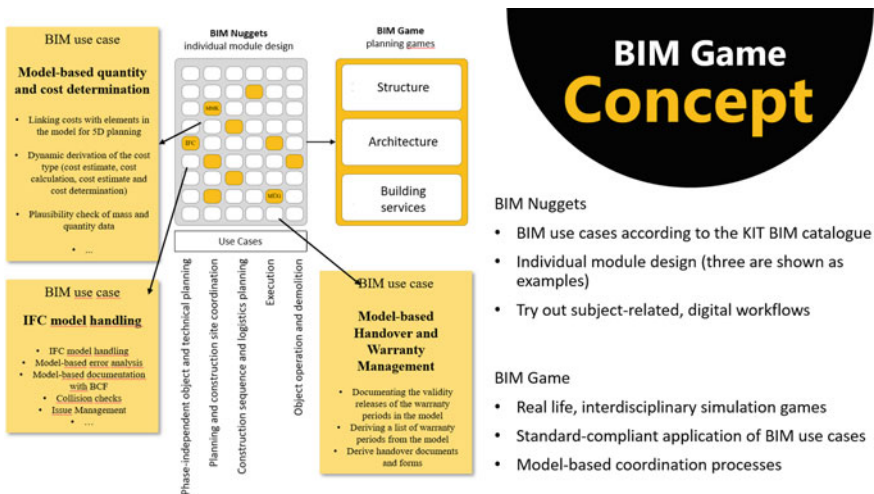 BIM use case
Model-based quantity
and cost determination
• Linking costs with elements in
the model for 5D planning
• Dynamic derivation of the cost
type (cost estimate, cost
calculation, cost estimate and
cost determination)
• Plausibility check of mass and
quantity data
• ...
BIM use case
IFC model handling
• IFC model handling
• Model-based error analysis
• Model-based documentation
with BCF
• Collision checks
• Issue Management
• ...
BIM Nuggets
individual module design
IFC
Use Cases
Phase-independent object and technical planning
Planning and construction site coordination
Construction sequence and logistics planning
Execution
Object operation and demolition
BIM Game
planning games
Structure
Architecture
Building
services
BIM use case
Model-based
Handover and
Warranty
Management
• Documenting the validity
releases of the warranty
periods in the model
• Deriving a list of warranty
periods from the model
• Derive handover documents
and forms
BIM Game
Concept
BIM Nuggets
• BIM use cases according to the KIT BIM catalogue
• Individual module design (three are shown as
examples)
• Try out subject-related, digital workflows
BIM Game
• Real life, interdisciplinary simulation games
• Standard-compliant application of BIM use cases
• Model-based coordination processes